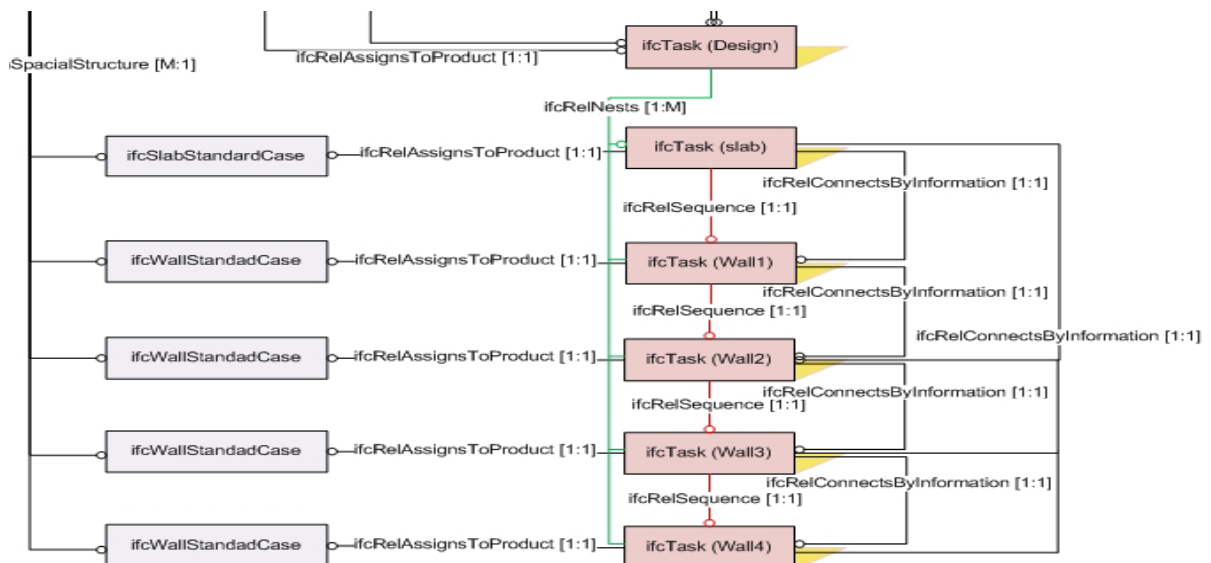 ifcTask (Design)
ifcRelAssignsToProduct [1:1]
SpacialStructure [M:1]
ifcRelNests [1:M]
ifcSlabStandardCase
ifcRelAssignsToProduct [1:1]
ifcTask (slab)
ifcRelConnectsByInformation [1:1]
ifcRelSequence [1:1]
ifcWallStandadCase
ifcRelAssignsToProduct [1:1]
ifcTask (Wall1)
ifcRelConnectsByInformation [1:1]
ifcRelSequence [1:1]
ifcRelConnectsByInformation [1:1]
ifcWallStandadCase
ifcRelAssignsToProduct [1:1]
ifcTask (Wall2)
ifcRelConnectsByInformation [1:1]
ifcRelSequence [1:1]
ifcWallStandadCase
ifcRelAssignsToProduct [1:1]
ifcTask (Wall3)
ifcRelConnectsByInformation [1:1]
ifcRelSequence [1:1]
ifcWallStandadCase
ifcRelAssignsToProduct [1:1]
ifcTask (Wall4)